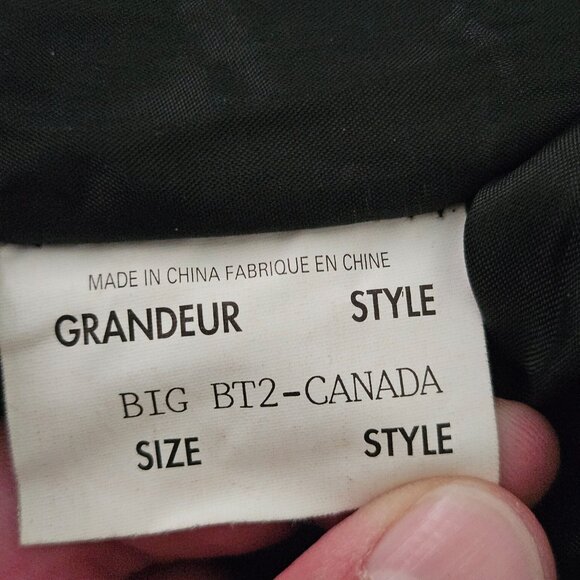 MADE IN CHINA FABRIQUE EN CHINE
GRANDEUR STYLE
BIG BT2-CANADA
SIZE STYLE